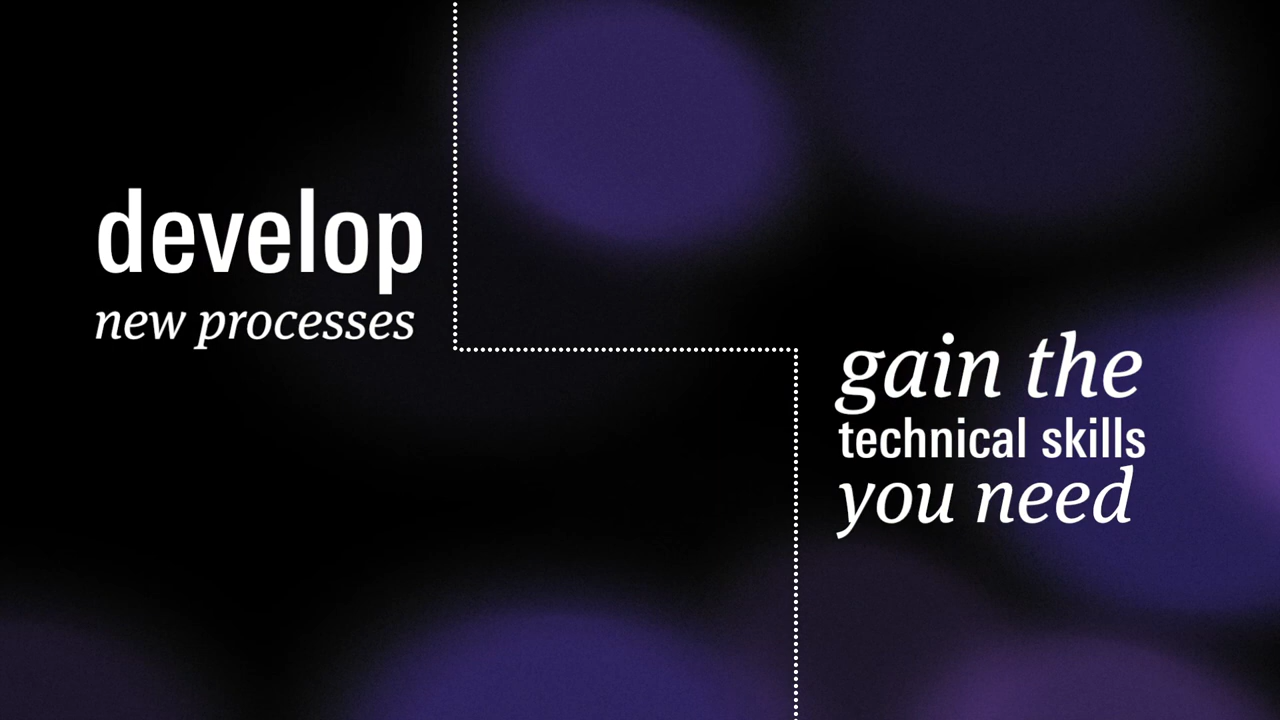 develop
new processes
gain the
technical skills
you need